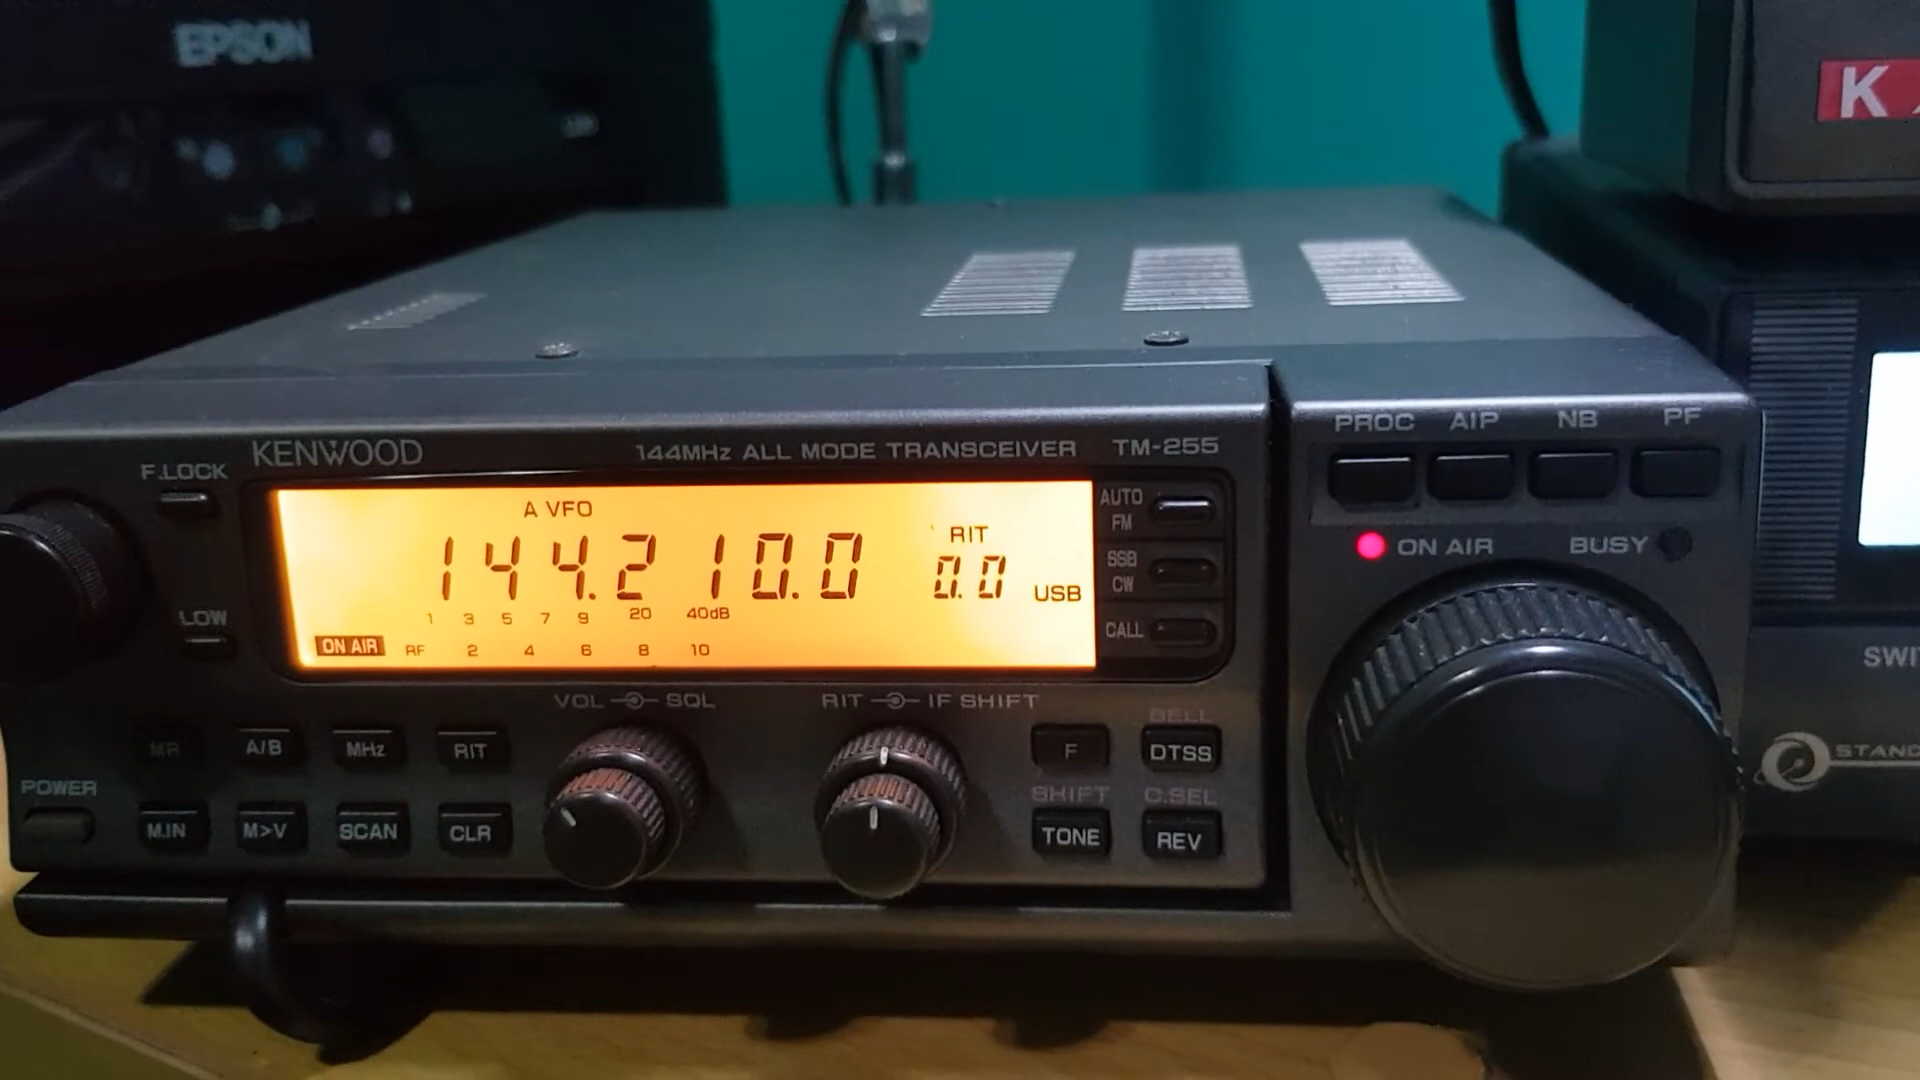 EPSON
K
KENWOOD 144MHz ALL MODE TRANSCEIVER TM-255
PROC AIP NB PF
F.LOCK
A VFO
144.210.0 RIT 0.0 USB
1 3 5 7 9 20 40dB
ON AIR RF 2 4 6 8 10
AUTO
FM
SSB
CW
CALL
ON AIR BUSY
LOW
VOL SQL RIT IF SHIFT
MR A/B MHz RIT
F BELL DTSS
POWER
M.IN M>V SCAN CLR
SHIFT C.SEL
TONE REV
SWI
STAND